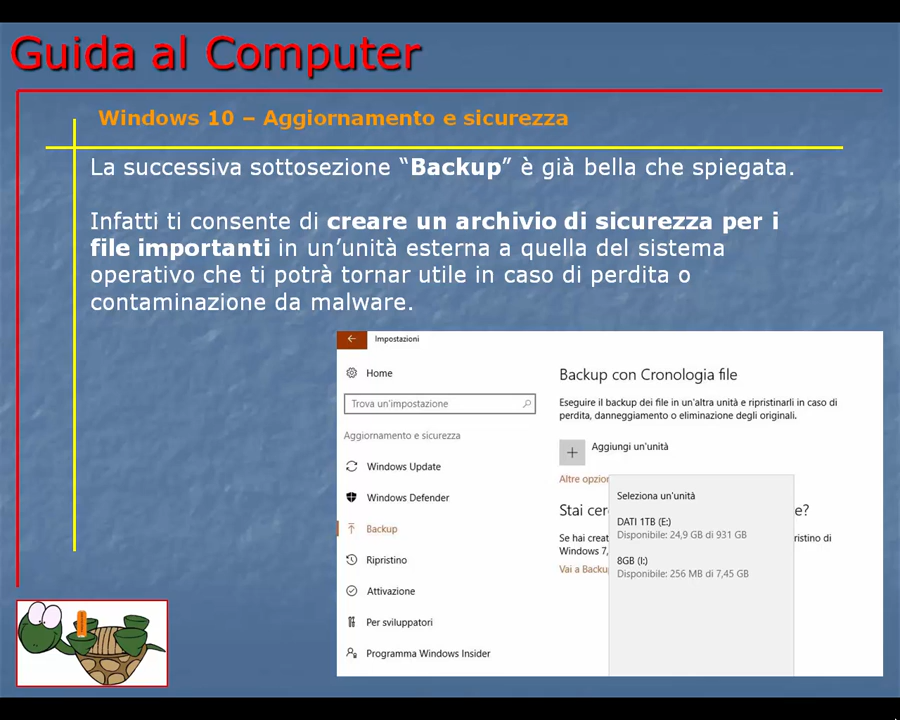 Guida al Computer
Windows 10 – Aggiornamento e sicurezza
La successiva sottosezione “Backup” è già bella che spiegata.
Infatti ti consente di creare un archivio di sicurezza per i
file importanti in un’unità esterna a quella del sistema
operativo che ti potrà tornar utile in caso di perdita o
contaminazione da malware.
Impostazioni
Home
Trova un'impostazione
Aggiornamento e sicurezza
Windows Update
Windows Defender
Backup
Ripristino
Attivazione
Per sviluppatori
Programma Windows Insider
Backup con Cronologia file
Eseguire il backup dei file in un'altra unità e ripristinarli in caso di
perdita, danneggiamento o eliminazione degli originali.
Aggiungi un'unità
Altre opzion
Stai cer e?
Se hai creat ristino di
Windows 7,
Vai a Backu
Seleziona un'unità
DATI 1TB (E:)
Disponibile: 24,9 GB di 931 GB
8GB (I:)
Disponibile: 256 MB di 7,45 GB